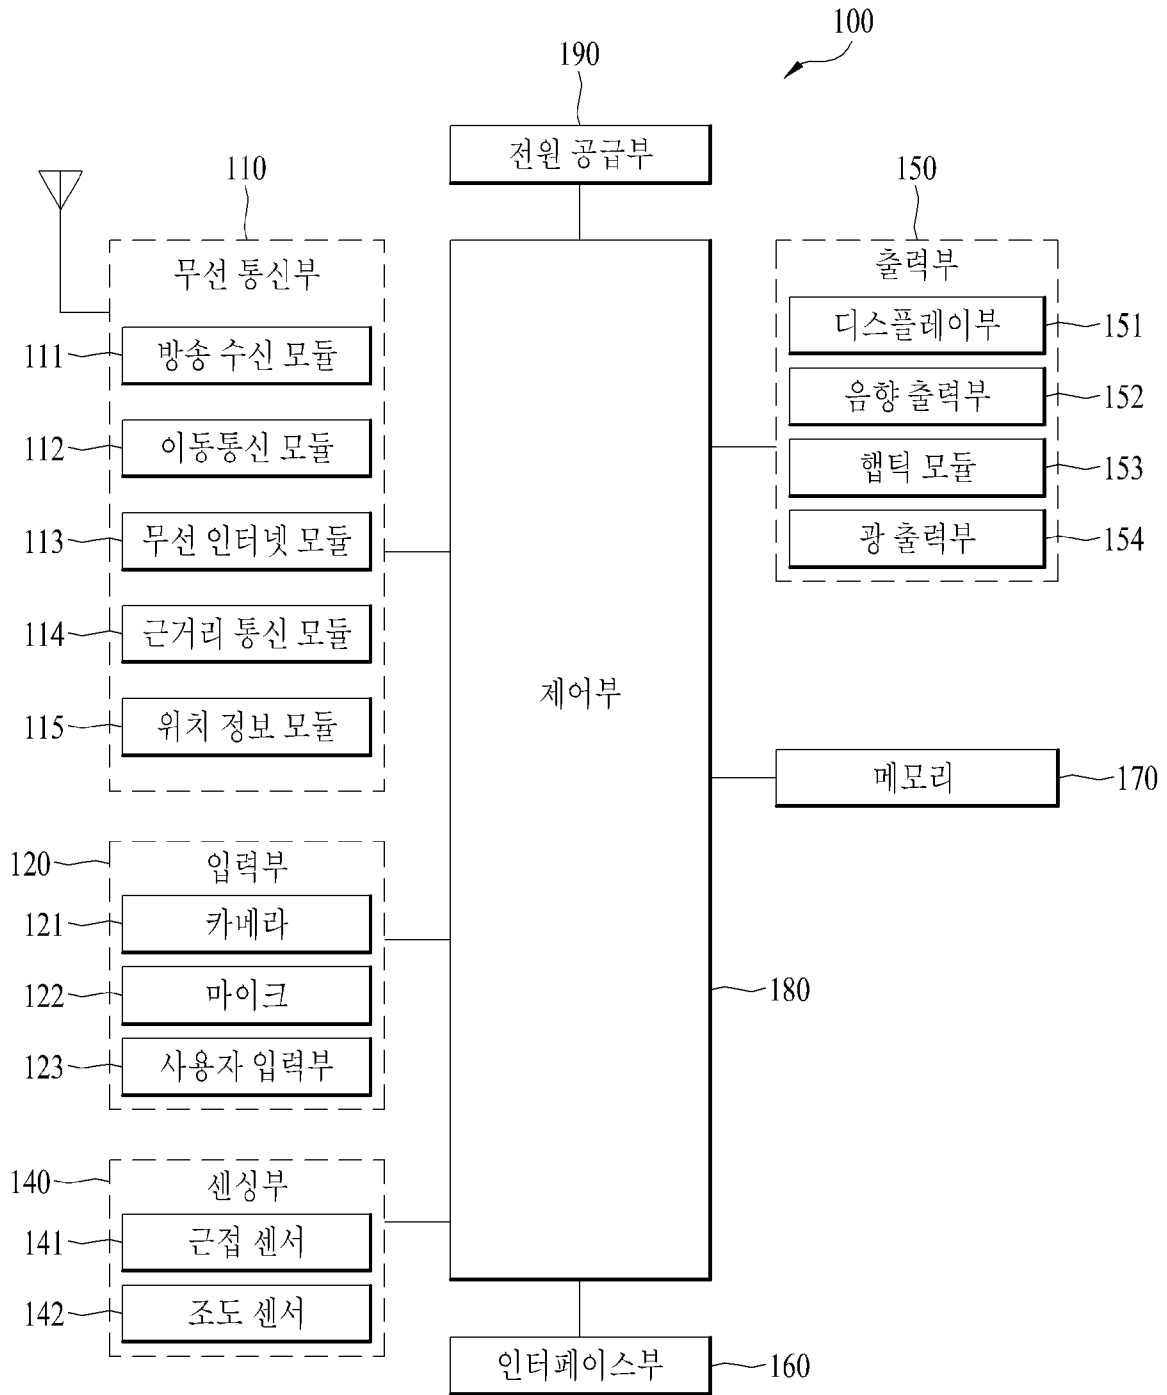 100
190
전원 공급부
110
무선 통신부
111 방송 수신 모듈
112 이동통신 모듈
113 무선 인터넷 모듈
114 근거리 통신 모듈
115 위치 정보 모듈
120 입력부
121 카메라
122 마이크
123 사용자 입력부
140 센싱부
141 근접 센서
142 조도 센서
제어부
180
150
출력부
디스플레이부 151
음향 출력부 152
햅틱 모듈 153
광 출력부 154
메모리 170
인터페이스부 160